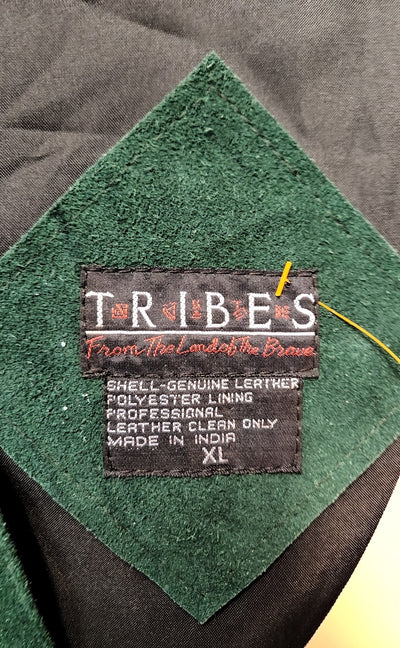 TRIBES
From The Land of The Brave
SHELL-GENUINE LEATHER
POLYESTER LINING
PROFESSIONAL
LEATHER CLEAN ONLY
MADE IN INDIA
XL